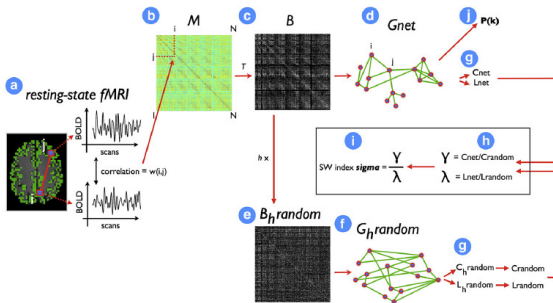 b
i
M
N
c
B
N
d
Gnet
j
P(k)
i
j
j
g
Cnet
Lnet
T
a
resting-state fMRI
BOLD
scans
correlation = w(i,j)
BOLD
scans
j
i
N
N
h x
i
h
SW index sigma = γ / λ
γ = Cnet/Crandom
λ = Lnet/Lrandom
e
Bhrandom
f
Ghrandom
g
Chrandom
Crandom
Lhrandom
Lrandom